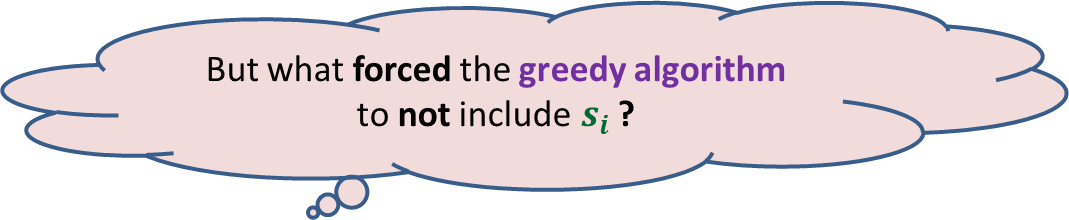 But what forced the greedy algorithm
to not include sᵢ ?